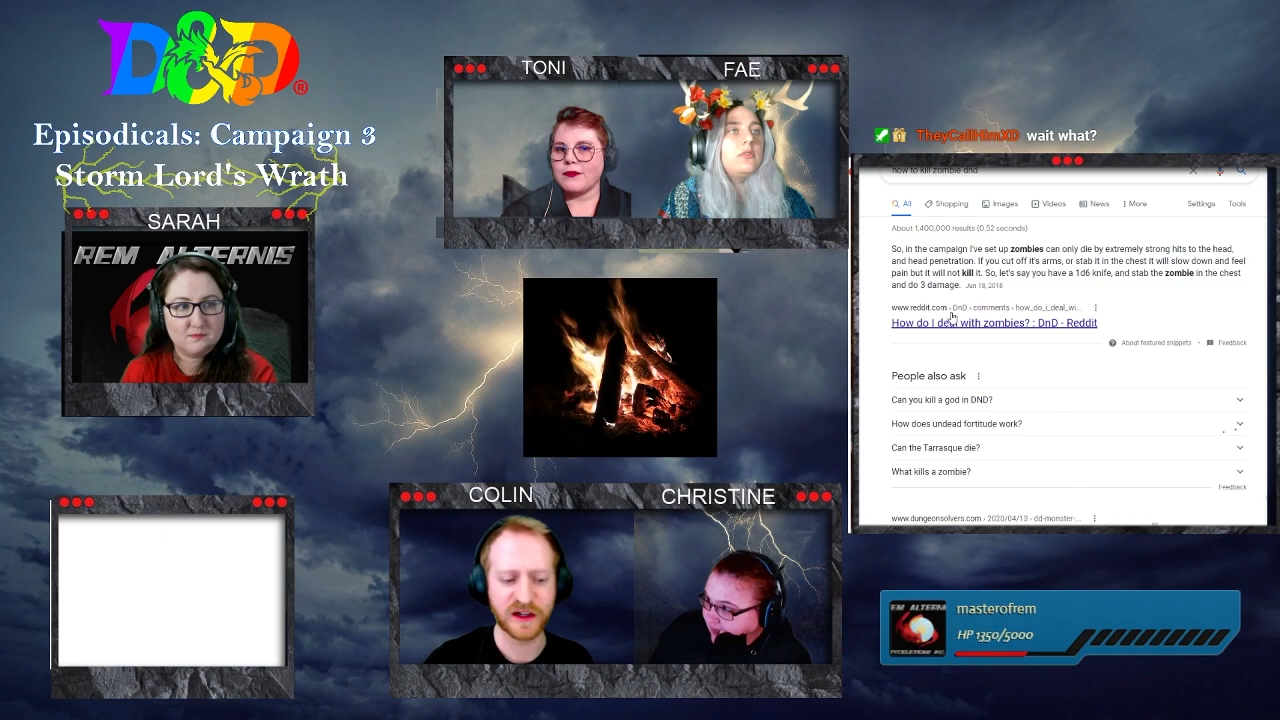 D&D®
Episodicals: Campaign 3
Storm Lord's Wrath
SARAH
REM ALTERNIS
TONI
FAE
COLIN
CHRISTINE
TheyCallHimXD wait what?
how to kill zombie dnd
All Shopping Images Videos News More Settings Tools
About 1,400,000 results (0.52 seconds)
So, in the campaign I've set up zombies can only die by extremely strong hits to the head,
and head penetration. If you cut off it's arms, or stab it in the chest it will slow down and feel
pain but it will not kill it. So, let's say you have a 1d6 knife, and stab the zombie in the chest
and do 3 damage. Jun 18, 2018
www.reddit.com › DnD › comments › how_do_i_deal_wi...
How do I deal with zombies? : DnD - Reddit
About featured snippets • Feedback
People also ask
Can you kill a god in DND?
How does undead fortitude work?
Can the Tarrasque die?
What kills a zombie?
Feedback
www.dungeonsolvers.com › 2020/04/13 › dd-monster-...
EM ALTERNI
PRODUCTIONS INC.
masterofrem
HP 1350/5000